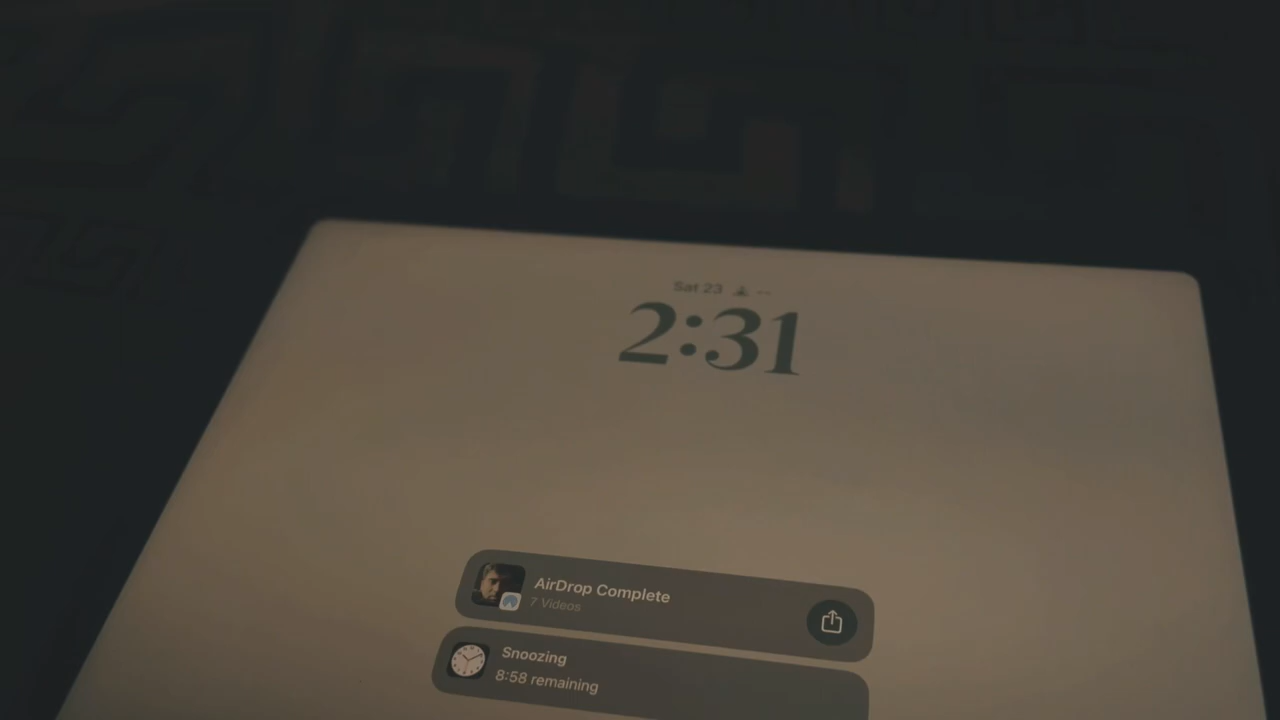 Sat 23 --
2:31
AirDrop Complete
7 Videos
Snoozing
8:58 remaining